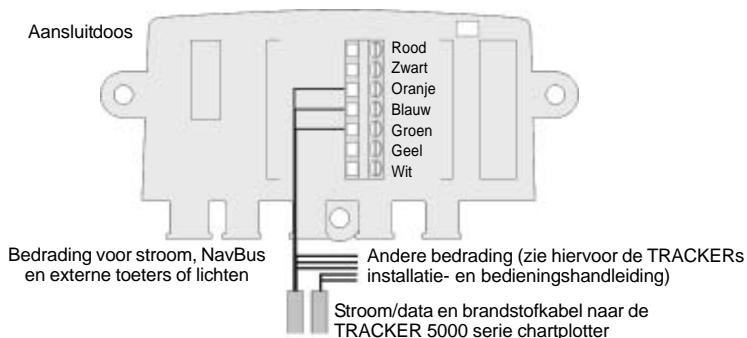 Aansluitdoos
Rood
Zwart
Oranje
Blauw
Groen
Geel
Wit
Bedrading voor stroom, NavBus
en externe toeters of lichten
Andere bedrading (zie hiervoor de TRACKERs
installatie- en bedieningshandleiding)
Stroom/data en brandstofkabel naar de
TRACKER 5000 serie chartplotter